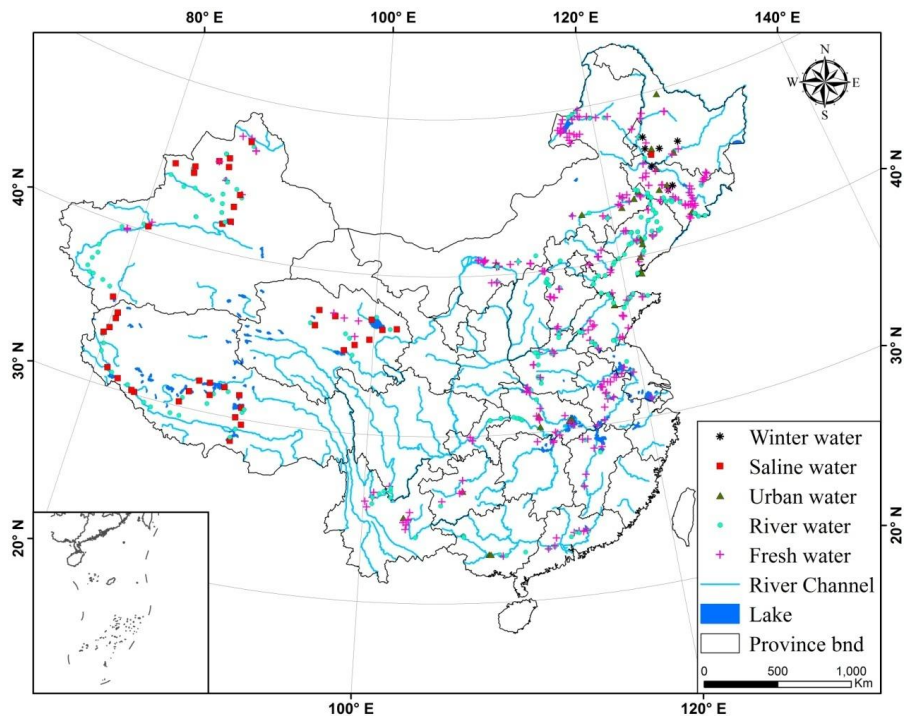 80° E
100° E
120° E
140° E
N
W
E
S
40° N
40° N
30° N
30° N
20° N
20° N
Winter water
Saline water
Urban water
River water
Fresh water
River Channel
Lake
Province bnd
0 500 1,000
Km
100° E
120° E